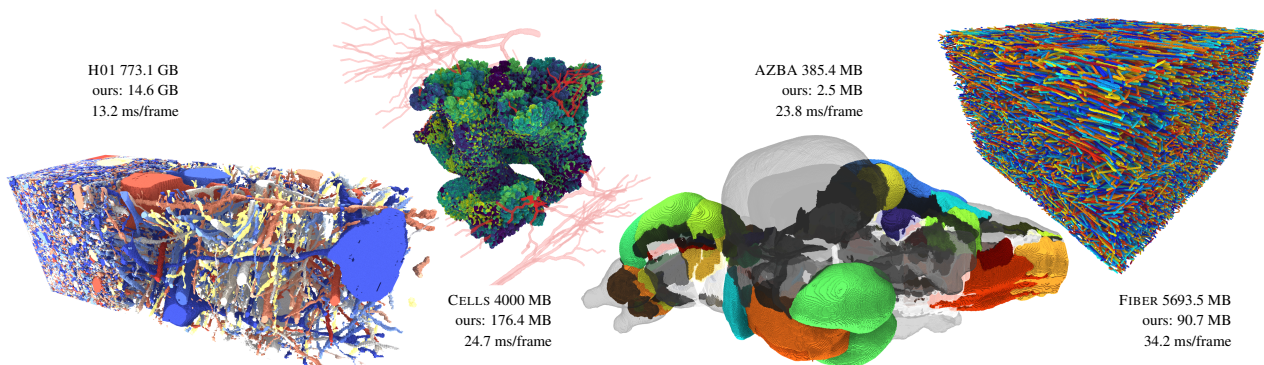 H01 773.1 GB
ours: 14.6 GB
13.2 ms/frame
CELLS 4000 MB
ours: 176.4 MB
24.7 ms/frame
AZBA 385.4 MB
ours: 2.5 MB
23.8 ms/frame
FIBER 5693.5 MB
ours: 90.7 MB
34.2 ms/frame